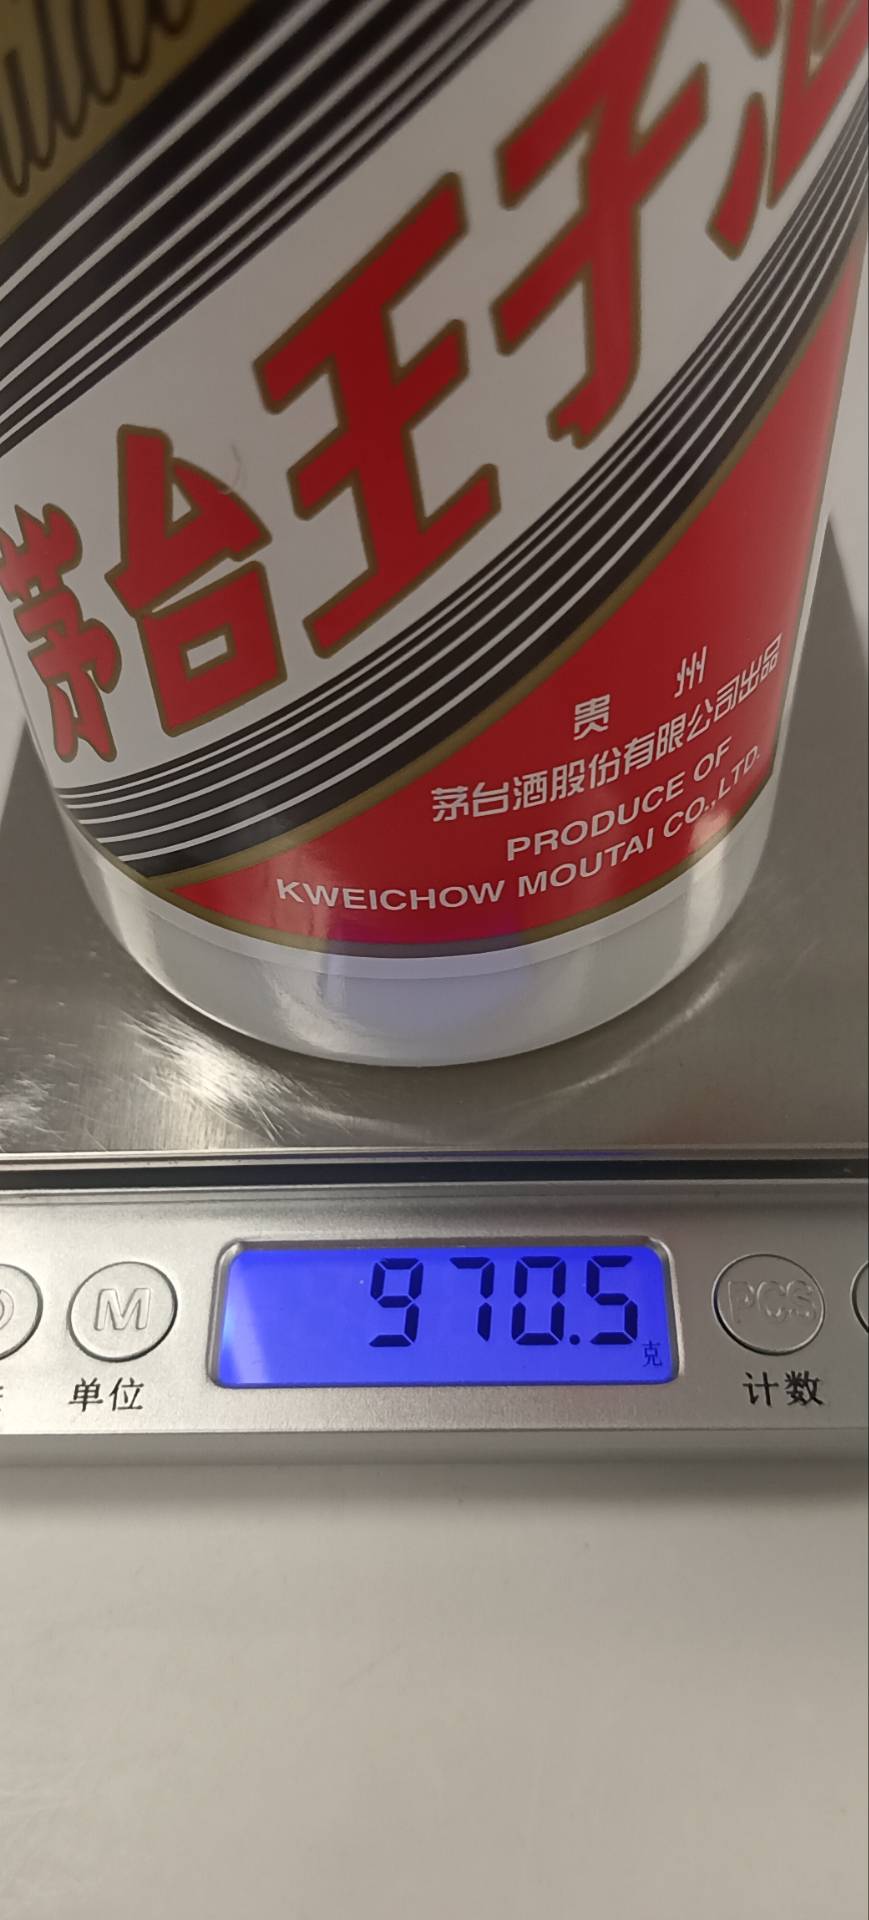 茅台王子酒
贵 州
茅台酒股份有限公司出品
PRODUCE OF
KWEICHOW MOUTAI CO.,LTD.
970.5
克
M
PCS
单位
计数